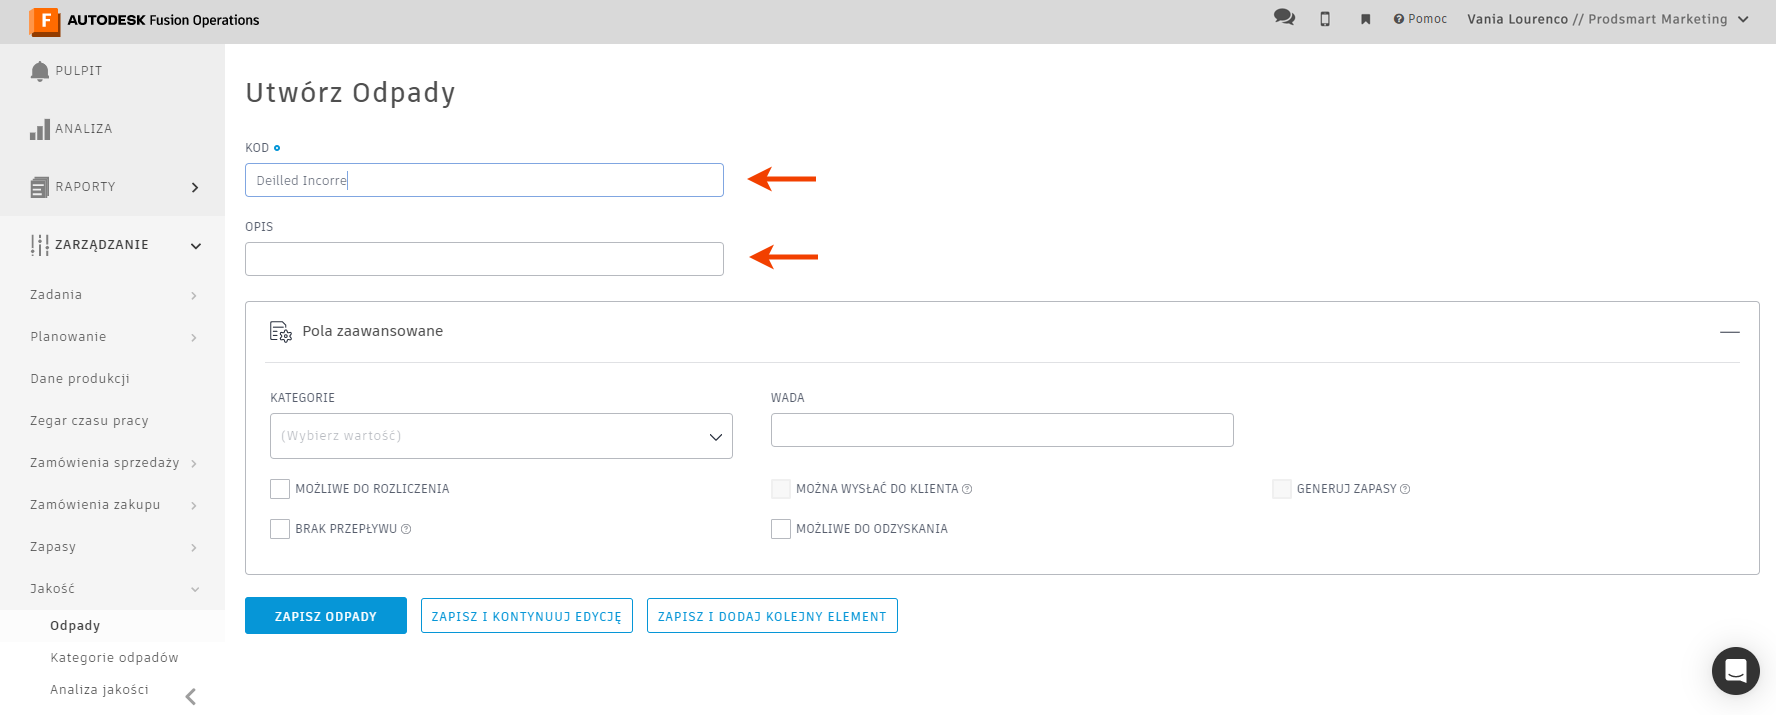 F AUTODESK Fusion Operations
Pomoc Vania Lourenco // Prodsmart Marketing
PULPIT
ANALIZA
RAPORTY
ZARZĄDZANIE
Zadania
Planowanie
Dane produkcji
Zegar czasu pracy
Zamówienia sprzedaży
Zamówienia zakupu
Zapasy
Jakość
Odpady
Kategorie odpadów
Analiza jakości
Utwórz Odpady
KOD
Deilled Incorre
OPIS
Pola zaawansowane
KATEGORIE
(Wybierz wartość)
WADA
MOŻLIWE DO ROZLICZENIA
MOŻNA WYSŁAĆ DO KLIENTA
GENERUJ ZAPASY
BRAK PRZEPŁYWU
MOŻLIWE DO ODZYSKANIA
ZAPISZ ODPADY
ZAPISZ I KONTYNUUJ EDYCJĘ
ZAPISZ I DODAJ KOLEJNY ELEMENT